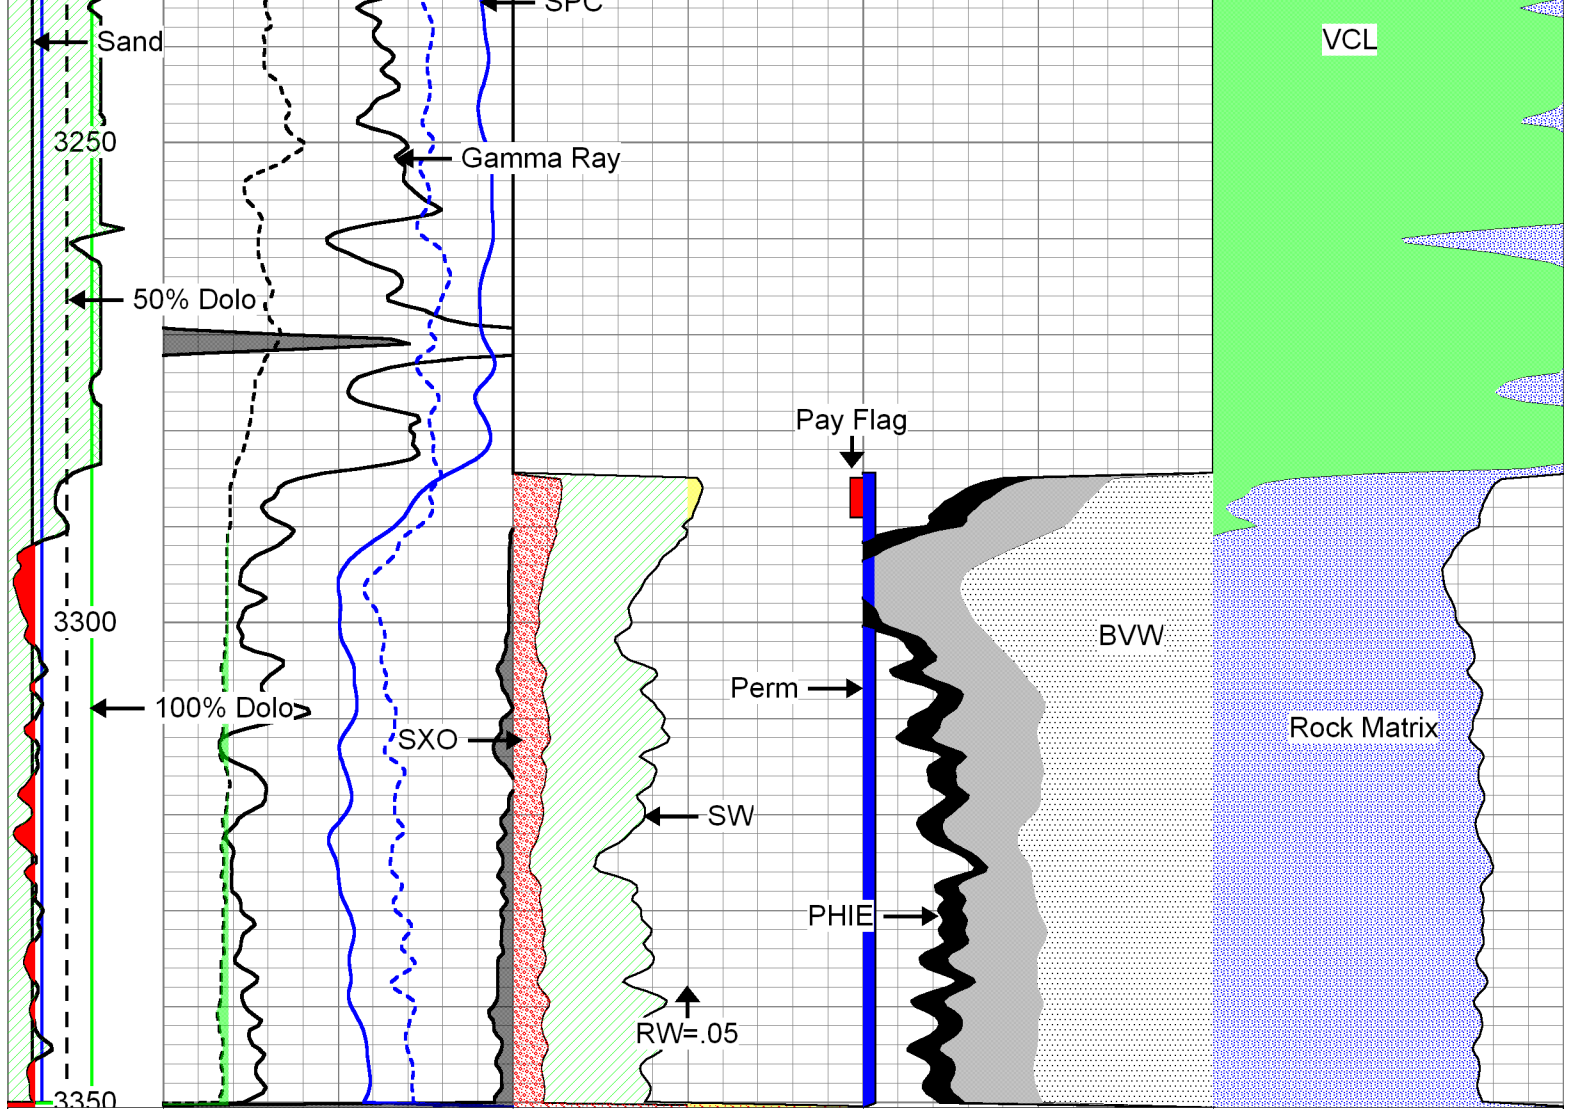 SPC
Sand
VCL
3250
Gamma Ray
50% Dolo
Pay Flag
3300
BVW
Perm
100% Dolo
Rock Matrix
SXO
SW
PHIE
RW=.05
3350